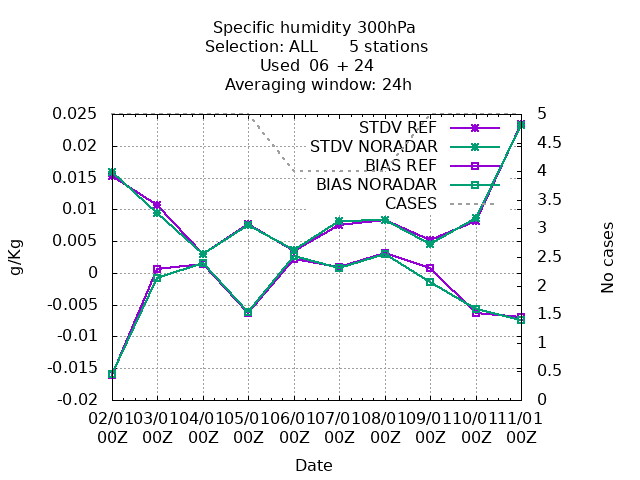 Specific humidity 300hPa
Selection: ALL 5 stations
Used 06 + 24
Averaging window: 24h
STDV REF
STDV NORADAR
BIAS REF
BIAS NORADAR
CASES
0.025
0.02
0.015
0.01
0.005
0
-0.005
-0.01
-0.015
-0.02
g/Kg
5
4.5
4
3.5
3
2.5
2
1.5
1
0.5
0
No cases
02/01 03/01 04/01 05/01 06/01 07/01 08/01 09/01 10/01 11/01
00Z 00Z 00Z 00Z 00Z 00Z 00Z 00Z 00Z 00Z
Date